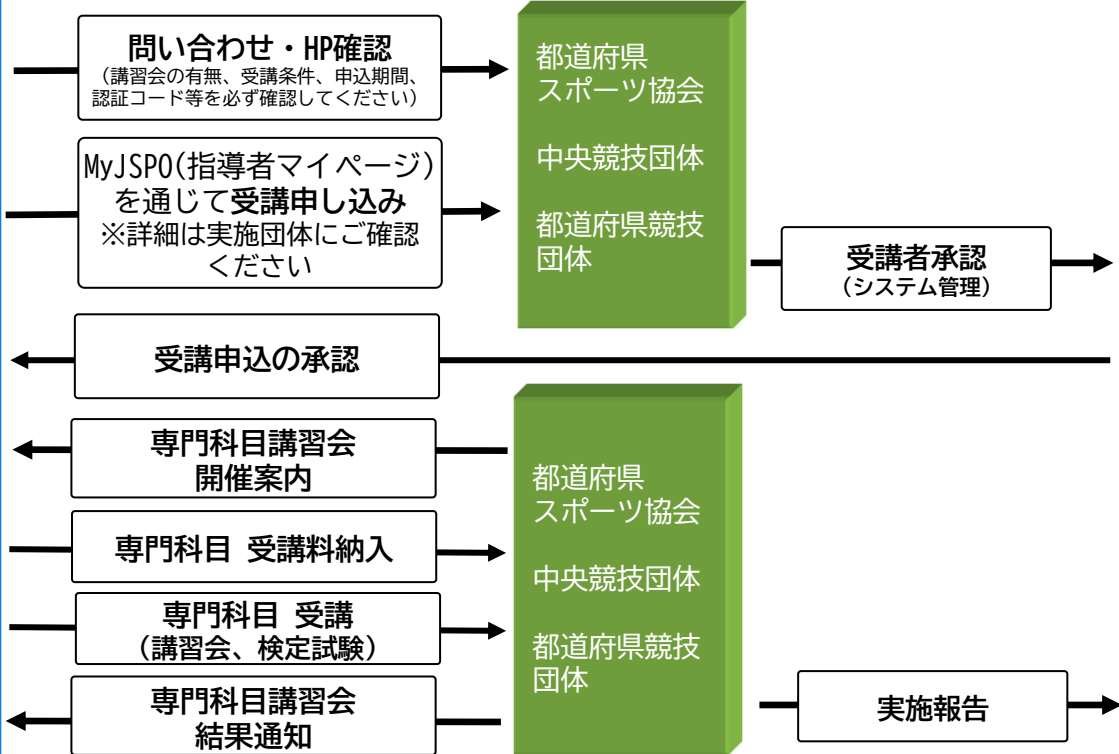 問い合わせ・HP確認
（講習会の有無、受講条件、申込期間、
認証コード等を必ず確認してください）
MyJSPO(指導者マイページ)
を通じて受講申し込み
※詳細は実施団体にご確認
ください
都道府県
スポーツ協会
中央競技団体
都道府県競技
団体
受講者承認
（システム管理）
受講申込の承認
専門科目講習会
開催案内
専門科目 受講料納入
専門科目 受講
（講習会、検定試験）
専門科目講習会
結果通知
都道府県
スポーツ協会
中央競技団体
都道府県競技
団体
実施報告